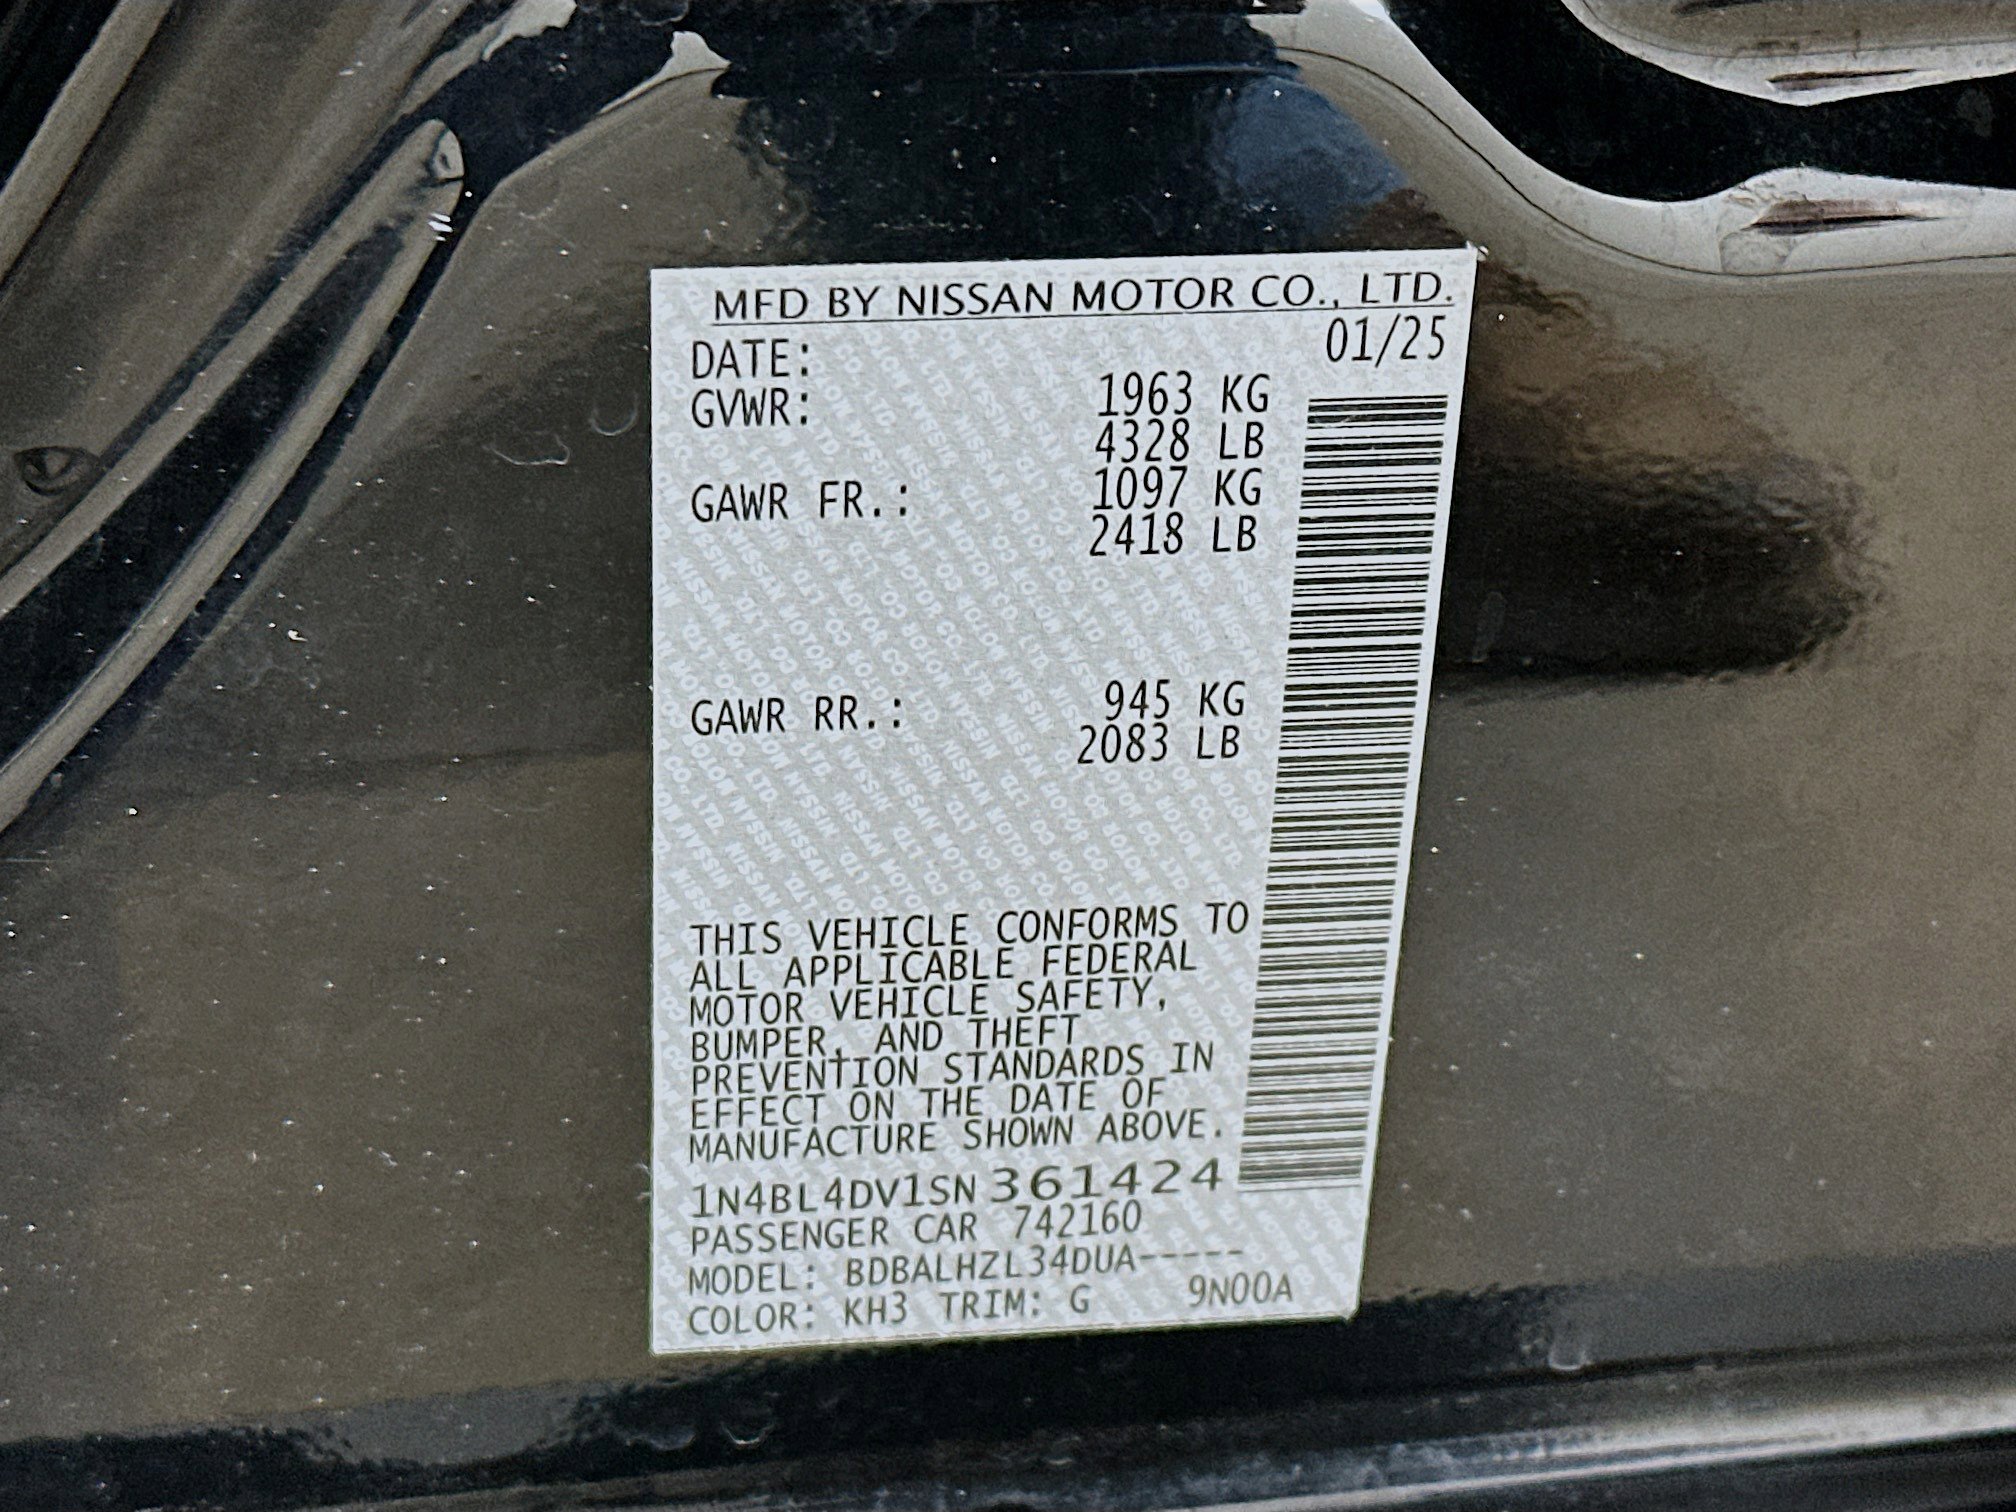 MFD BY NISSAN MOTOR CO., LTD.
DATE: 01/25
GVWR: 1963 KG
4328 LB
GAWR FR.: 1097 KG
2418 LB
GAWR RR.: 945 KG
2083 LB
THIS VEHICLE CONFORMS TO
ALL APPLICABLE FEDERAL
MOTOR VEHICLE SAFETY,
BUMPER, AND THEFT
PREVENTION STANDARDS IN
EFFECT ON THE DATE OF
MANUFACTURE SHOWN ABOVE.
1N4BL4DV1SN361424
PASSENGER CAR 742160
MODEL: BDBALHZL34DUA-----
COLOR: KH3 TRIM: G 9N00A